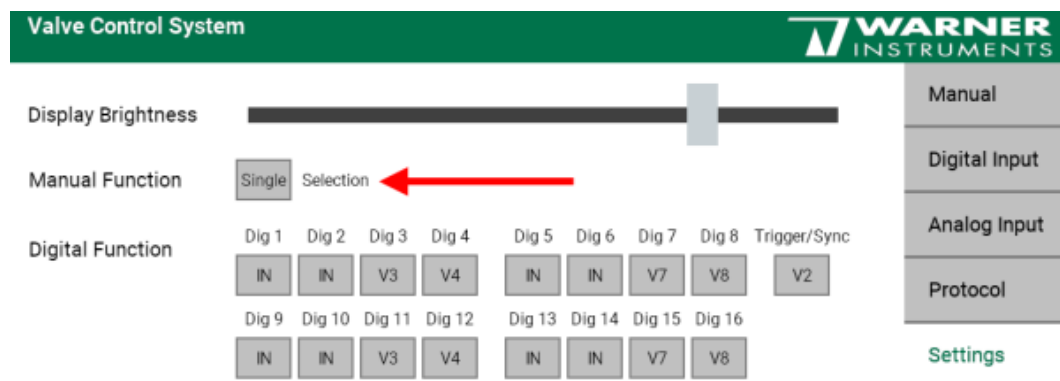 Valve Control System
WARNER
INSTRUMENTS
Manual
Display Brightness
Digital Input
Manual Function Single Selection
Analog Input
Dig 1 Dig 2 Dig 3 Dig 4 Dig 5 Dig 6 Dig 7 Dig 8 Trigger/Sync
Digital Function
IN IN V3 V4 IN IN V7 V8 V2
Protocol
Dig 9 Dig 10 Dig 11 Dig 12 Dig 13 Dig 14 Dig 15 Dig 16
IN IN V3 V4 IN IN V7 V8
Settings